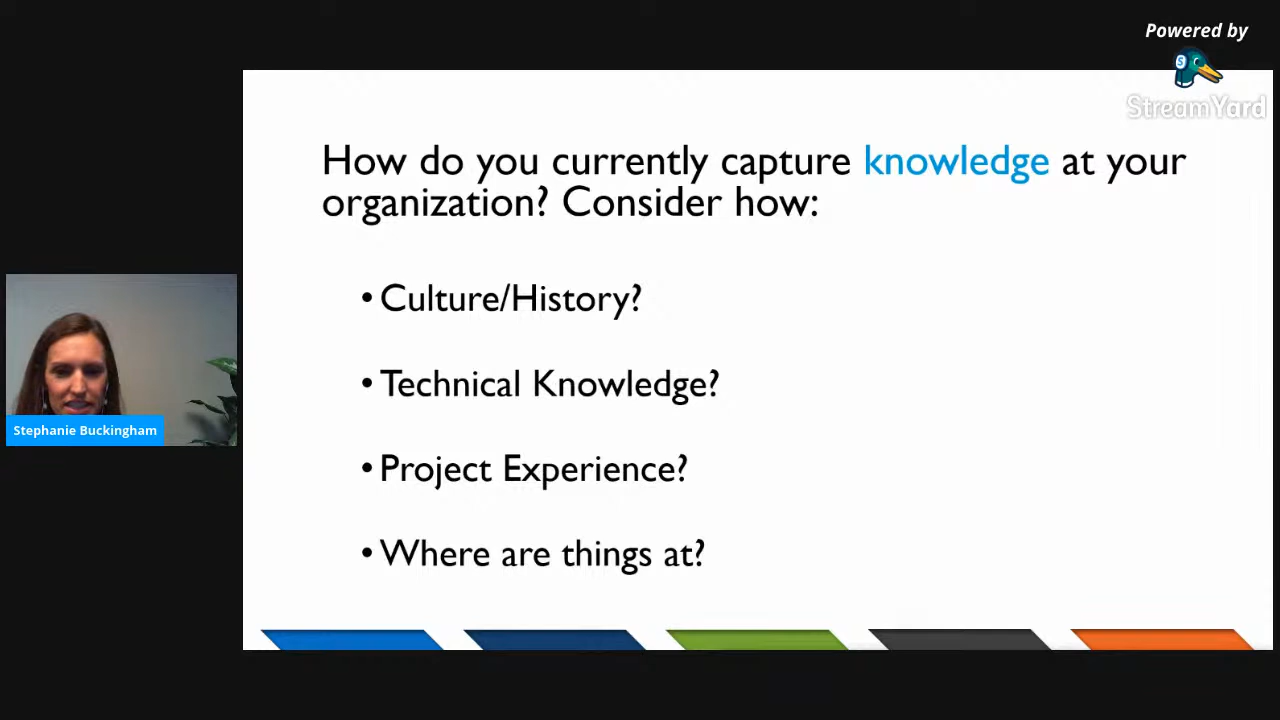 Powered by
StreamYard
How do you currently capture knowledge at your
organization? Consider how:
• Culture/History?
• Technical Knowledge?
• Project Experience?
• Where are things at?
Stephanie Buckingham